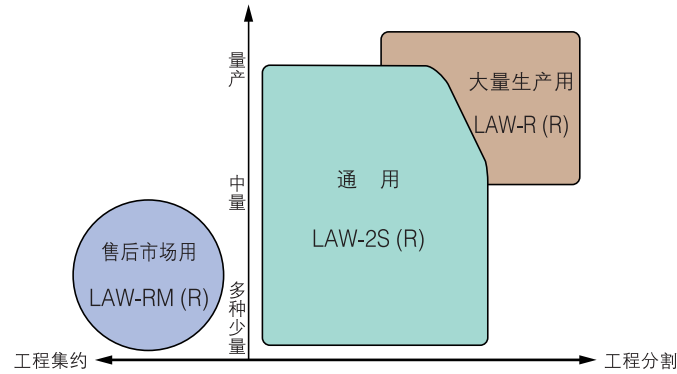 量产
大量生产用
LAW-R (R)
中量
通 用
LAW-2S (R)
售后市场用
LAW-RM (R)
多种少量
工程集约
工程分割